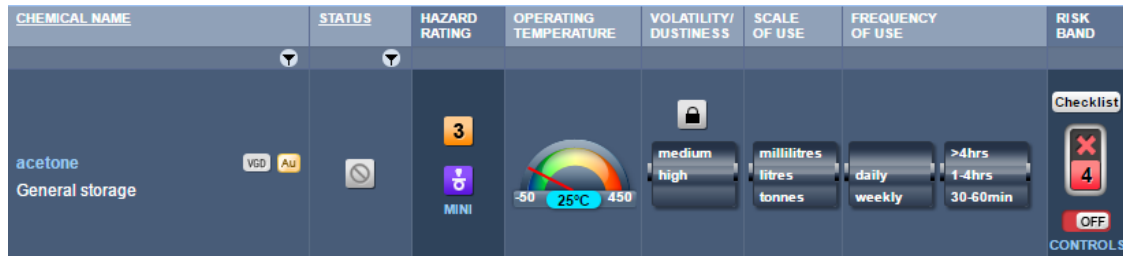 CHEMICAL NAME
STATUS
HAZARD
RATING
OPERATING
TEMPERATURE
VOLATILITY/
DUSTINESS
SCALE
OF USE
FREQUENCY
OF USE
RISK
BAND
acetone
VGD
Au
General storage
3
MINI
-50
25°C
450
medium
high
millilitres
litres
tonnes
daily
weekly
>4hrs
1-4hrs
30-60min
Checklist
4
OFF
CONTROLS